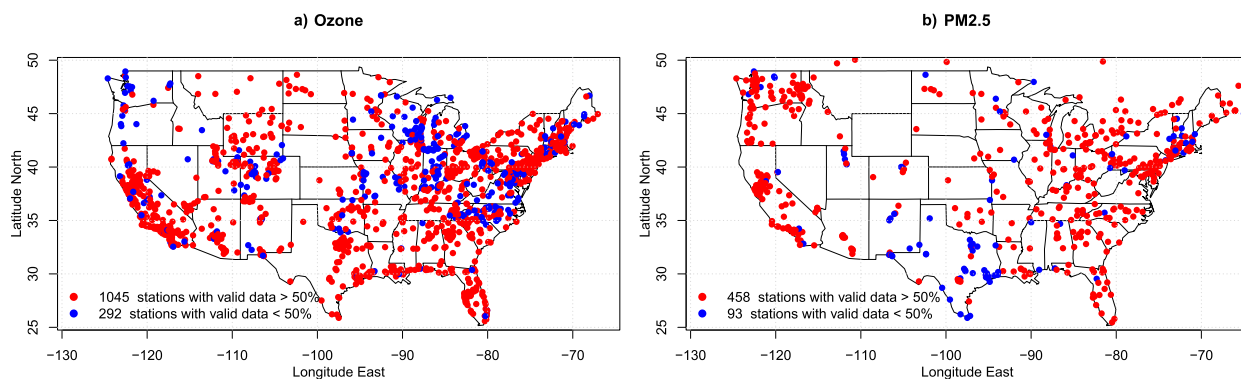 a) Ozone
50
45
40
35
30
25
Latitude North
1045 stations with valid data > 50%
292 stations with valid data < 50%
−130
−120
−110
−100
−90
−80
−70
Longitude East
b) PM2.5
50
45
40
35
30
25
Latitude North
458 stations with valid data > 50%
93 stations with valid data < 50%
−130
−120
−110
−100
−90
−80
−70
Longitude East